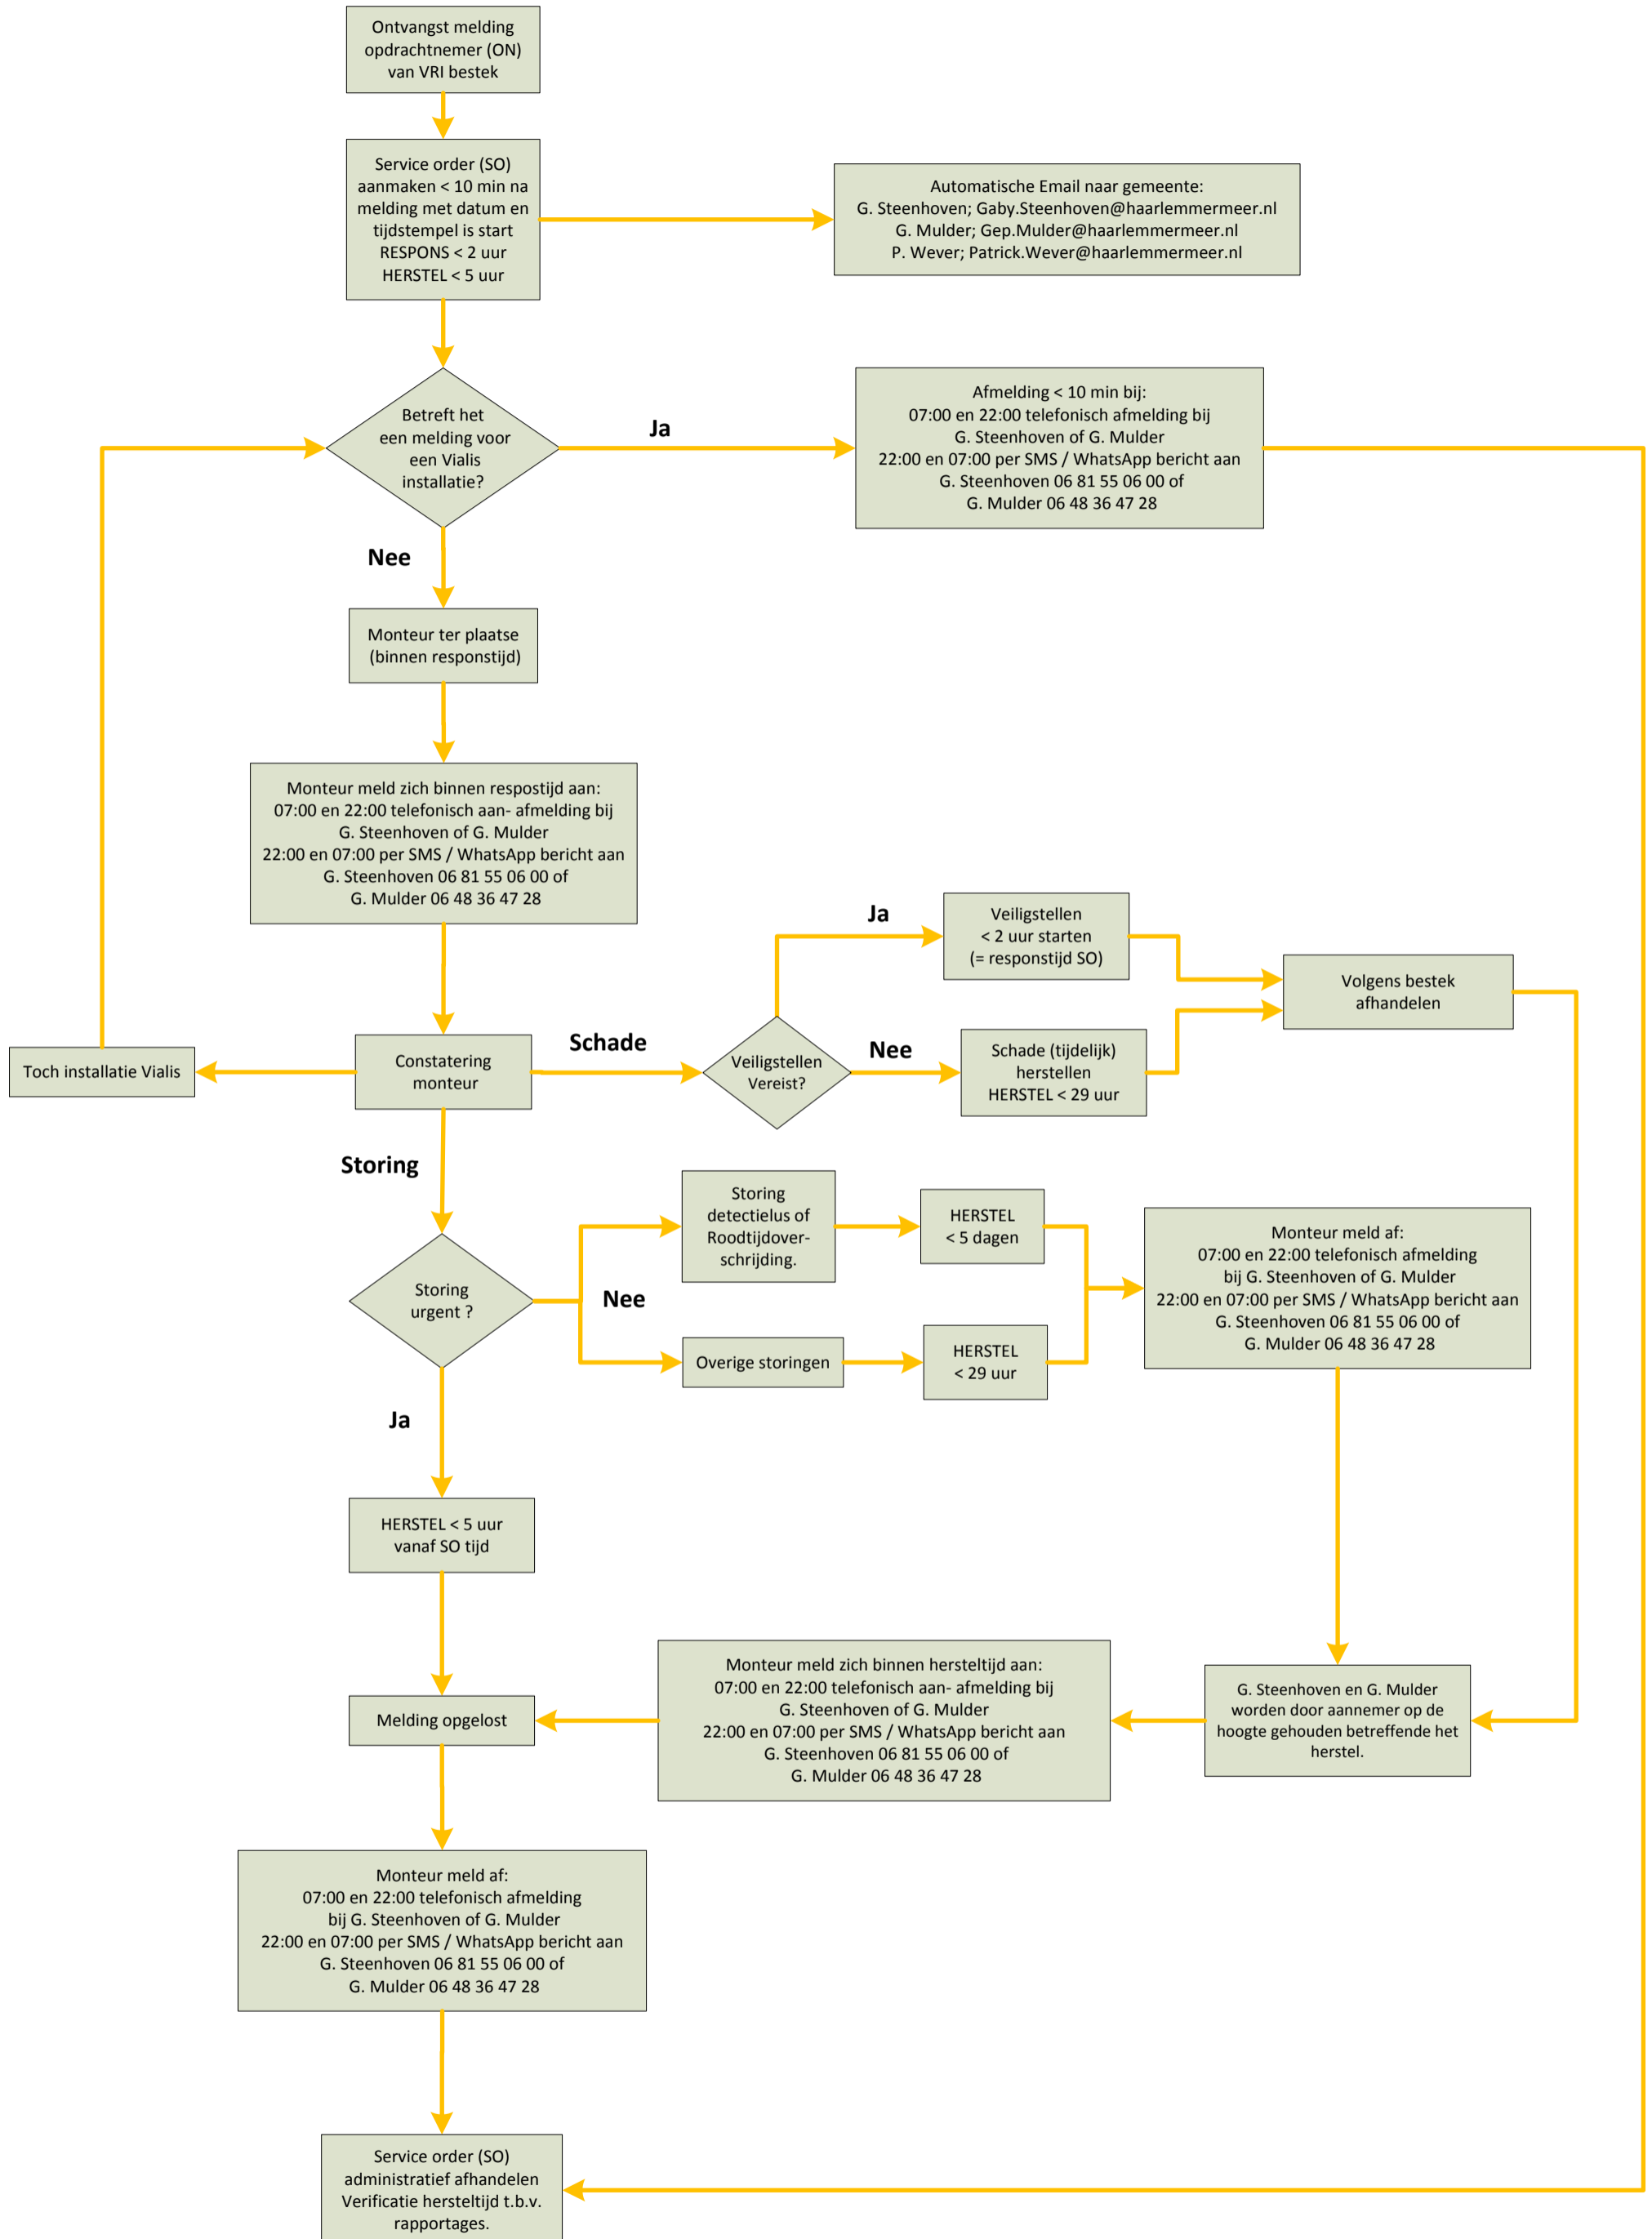 Ontvangst melding
opdrachtnemer (ON)
van VRI bestek
Service order (SO)
aanmaken < 10 min na
melding met datum en
tijdstempel is start
RESPONS < 2 uur
HERSTEL < 5 uur
Automatische Email naar gemeente:
G. Steenhoven; Gaby.Steenhoven@haarlemmermeer.nl
G. Mulder; Gep.Mulder@haarlemmermeer.nl
P. Wever; Patrick.Wever@haarlemmermeer.nl
Betreft het
een melding voor
een Vialis
installatie?
Ja
Afmelding < 10 min bij:
07:00 en 22:00 telefonisch afmelding bij
G. Steenhoven of G. Mulder
22:00 en 07:00 per SMS / WhatsApp bericht aan
G. Steenhoven 06 81 55 06 00 of
G. Mulder 06 48 36 47 28
Nee
Monteur ter plaatse
(binnen responstijd)
Monteur meld zich binnen respostijd aan:
07:00 en 22:00 telefonisch aan- afmelding bij
G. Steenhoven of G. Mulder
22:00 en 07:00 per SMS / WhatsApp bericht aan
G. Steenhoven 06 81 55 06 00 of
G. Mulder 06 48 36 47 28
Ja
Veiligstellen
< 2 uur starten
(= responstijd SO)
Volgens bestek
afhandelen
Toch installatie Vialis
Constatering
monteur
Schade
Veiligstellen
Vereist?
Nee
Schade (tijdelijk)
herstellen
HERSTEL < 29 uur
Storing
Storing
urgent ?
Nee
Storing
detectielus of
Roodtijdover-
schrijding.
HERSTEL
< 5 dagen
Overige storingen
HERSTEL
< 29 uur
Monteur meld af:
07:00 en 22:00 telefonisch afmelding
bij G. Steenhoven of G. Mulder
22:00 en 07:00 per SMS / WhatsApp bericht aan
G. Steenhoven 06 81 55 06 00 of
G. Mulder 06 48 36 47 28
Ja
HERSTEL < 5 uur
vanaf SO tijd
Melding opgelost
Monteur meld zich binnen hersteltijd aan:
07:00 en 22:00 telefonisch aan- afmelding bij
G. Steenhoven of G. Mulder
22:00 en 07:00 per SMS / WhatsApp bericht aan
G. Steenhoven 06 81 55 06 00 of
G. Mulder 06 48 36 47 28
G. Steenhoven en G. Mulder
worden door aannemer op de
hoogte gehouden betreffende het
herstel.
Monteur meld af:
07:00 en 22:00 telefonisch afmelding
bij G. Steenhoven of G. Mulder
22:00 en 07:00 per SMS / WhatsApp bericht aan
G. Steenhoven 06 81 55 06 00 of
G. Mulder 06 48 36 47 28
Service order (SO)
administratief afhandelen
Verificatie hersteltijd t.b.v.
rapportages.